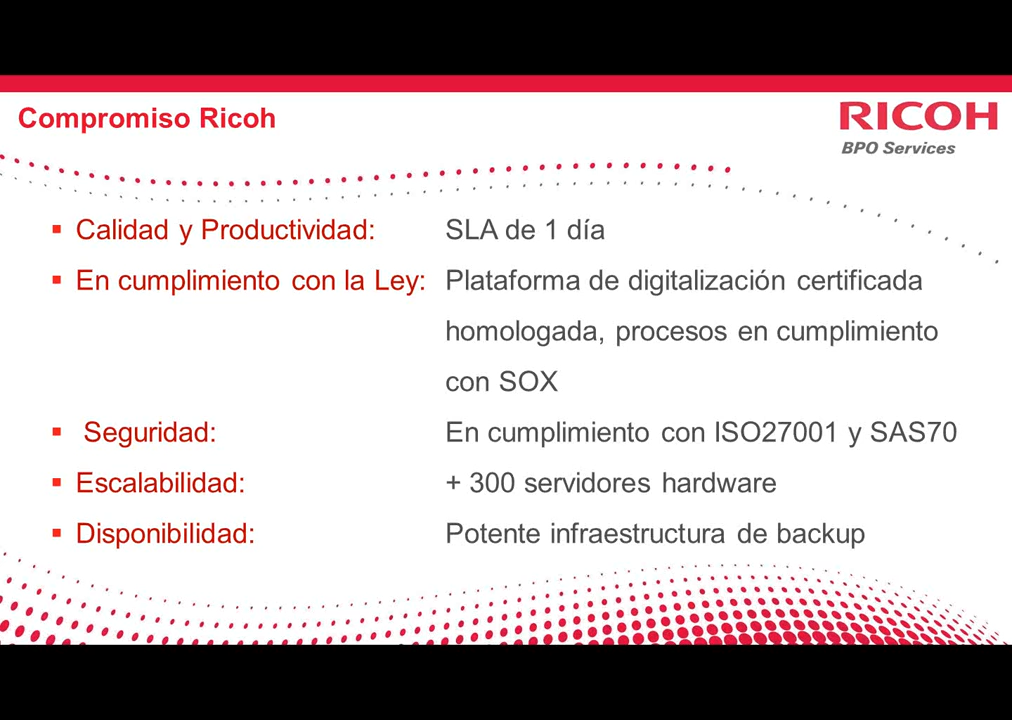 Compromiso Ricoh
RICOH
BPO Services
▪ Calidad y Productividad: SLA de 1 día
▪ En cumplimiento con la Ley: Plataforma de digitalización certificada
homologada, procesos en cumplimiento
con SOX
▪ Seguridad: En cumplimiento con ISO27001 y SAS70
▪ Escalabilidad: + 300 servidores hardware
▪ Disponibilidad: Potente infraestructura de backup